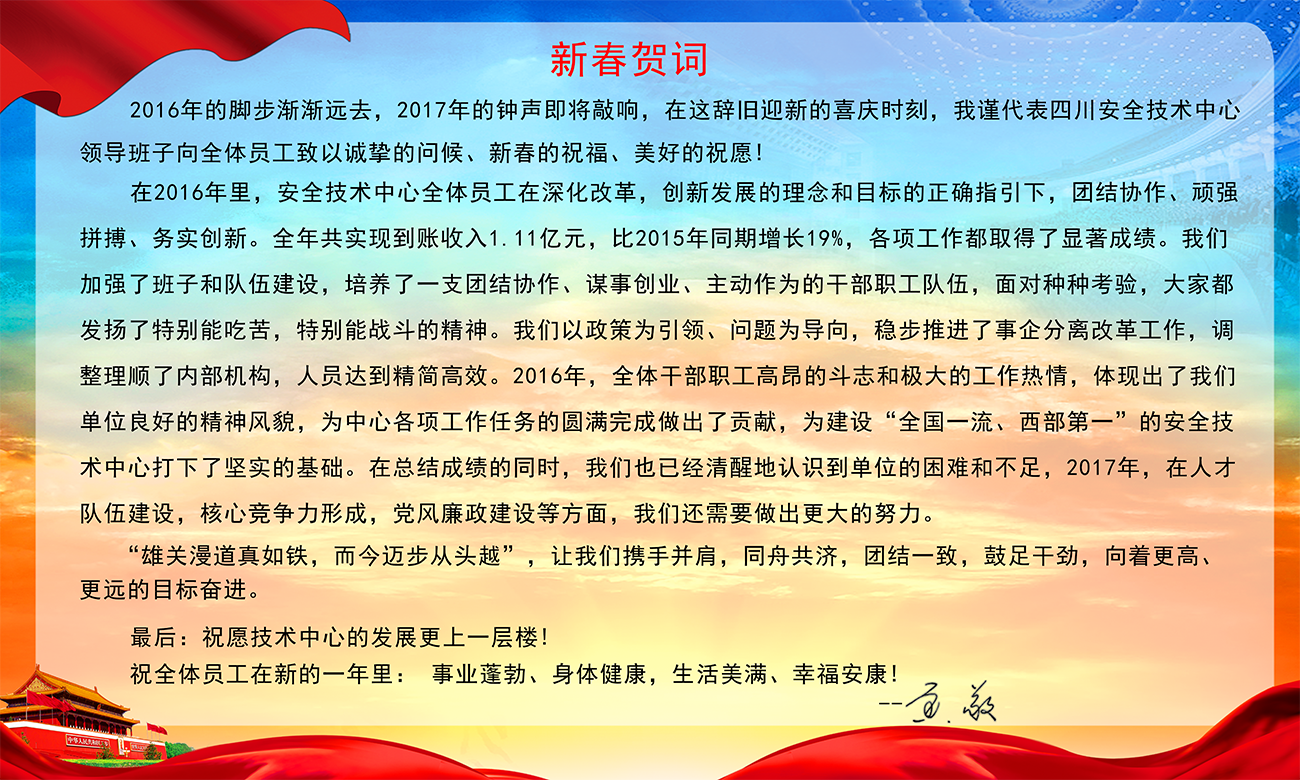 新春贺词
2016年的脚步渐渐远去，2017年的钟声即将敲响，在这辞旧迎新的喜庆时刻，我谨代表四川安全技术中心
领导班子向全体员工致以诚挚的问候、新春的祝福、美好的祝愿！
在2016年里，安全技术中心全体员工在深化改革，创新发展的理念和目标的正确指引下，团结协作、顽强
拼搏、务实创新。全年共实现到账收入1.11亿元，比2015年同期增长19%，各项工作都取得了显著成绩。我们
加强了班子和队伍建设，培养了一支团结协作、谋事创业、主动作为的干部职工队伍，面对种种考验，大家都
发扬了特别能吃苦，特别能战斗的精神。我们以政策为引领、问题为导向，稳步推进了事企分离改革工作，调
整理顺了内部机构，人员达到精简高效。2016年，全体干部职工高昂的斗志和极大的工作热情，体现出了我们
单位良好的精神风貌，为中心各项工作任务的圆满完成做出了贡献，为建设“全国一流、西部第一”的安全技
术中心打下了坚实的基础。在总结成绩的同时，我们也已经清醒地认识到单位的困难和不足，2017年，在人才
队伍建设，核心竞争力形成，党风廉政建设等方面，我们还需要做出更大的努力。
“雄关漫道真如铁，而今迈步从头越”，让我们携手并肩，同舟共济，团结一致，鼓足干劲，向着更高、
更远的目标奋进。
最后：祝愿技术中心的发展更上一层楼！
祝全体员工在新的一年里： 事业蓬勃、身体健康，生活美满、幸福安康！